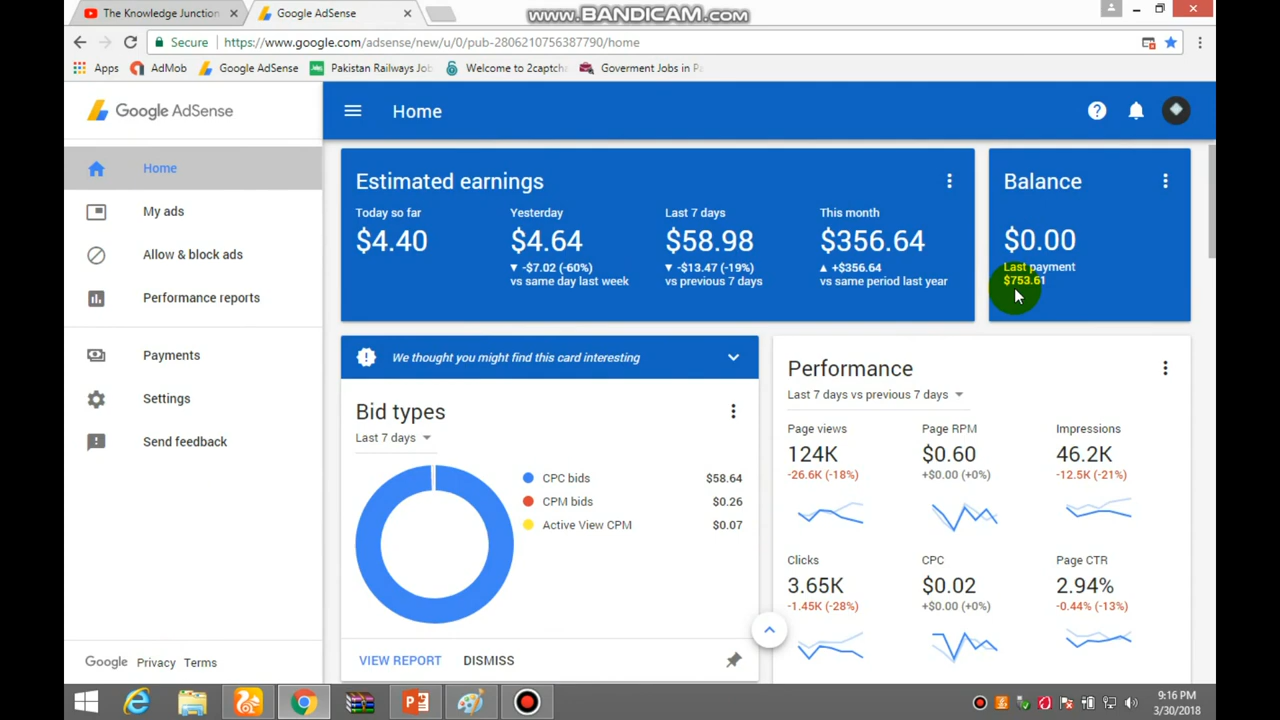 The Knowledge Junction
Google AdSense
www.BANDICAM.com
Secure
https://www.google.com/adsense/new/u/0/pub-2806210756387790/home
Apps
AdMob
Google AdSense
Pakistan Railways Job
Welcome to 2captcha
Goverment Jobs in Pa
Google AdSense
Home
Home
My ads
Allow & block ads
Performance reports
Payments
Settings
Send feedback
Google Privacy Terms
Estimated earnings
Today so far
$4.40
Yesterday
$4.64
-$7.02 (-60%)
vs same day last week
Last 7 days
$58.98
-$13.47 (-19%)
vs previous 7 days
This month
$356.64
+$356.64
vs same period last year
Balance
$0.00
Last payment
$753.61
We thought you might find this card interesting
Bid types
Last 7 days
CPC bids $58.64
CPM bids $0.26
Active View CPM $0.07
VIEW REPORT DISMISS
Performance
Last 7 days vs previous 7 days
Page views
124K
-26.6K (-18%)
Page RPM
$0.60
+$0.00 (+0%)
Impressions
46.2K
-12.5K (-21%)
Clicks
3.65K
-1.45K (-28%)
CPC
$0.02
+$0.00 (+0%)
Page CTR
2.94%
-0.44% (-13%)
9:16 PM
3/30/2018